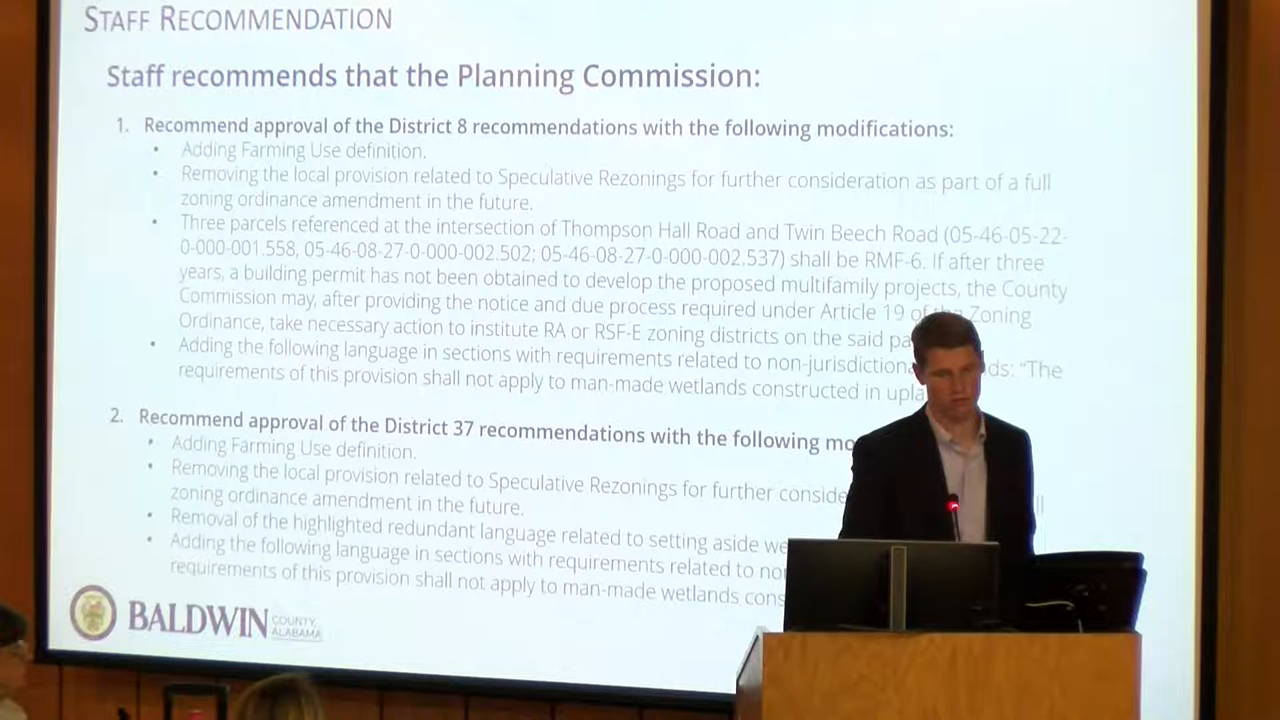 STAFF RECOMMENDATION
Staff recommends that the Planning Commission:
1. Recommend approval of the District 8 recommendations with the following modifications:
• Adding Farming Use definition.
• Removing the local provision related to Speculative Rezonings for further consideration as part of a full
zoning ordinance amendment in the future.
• Three parcels referenced at the intersection of Thompson Hall Road and Twin Beech Road (05-46-05-22-
0-000-001.558, 05-46-08-27-0-000-002.502; 05-46-08-27-0-000-002.537) shall be RMF-6. If after three
years, a building permit has not been obtained to develop the proposed multifamily projects, the County
Commission may, after providing the notice and due process required under Article 19 of the Zoning
Ordinance, take necessary action to institute RA or RSF-E zoning districts on the said
• Adding the following language in sections with requirements related to "The
requirements of this provision shall not apply to man-made wetlands constructed in
2. Recommend approval of the District 37 recommendations with the following
• Adding Farming Use definition.
• Removing the local provision related to Speculative Rezonings for further
zoning ordinance amendment in the future.
• Removal of the highlighted redundant language related to setting aside
• Adding the following language in sections with requirements related to
requirements of this provision shall not apply to man-made wetlands
BALDWIN COUNTY, ALABAMA